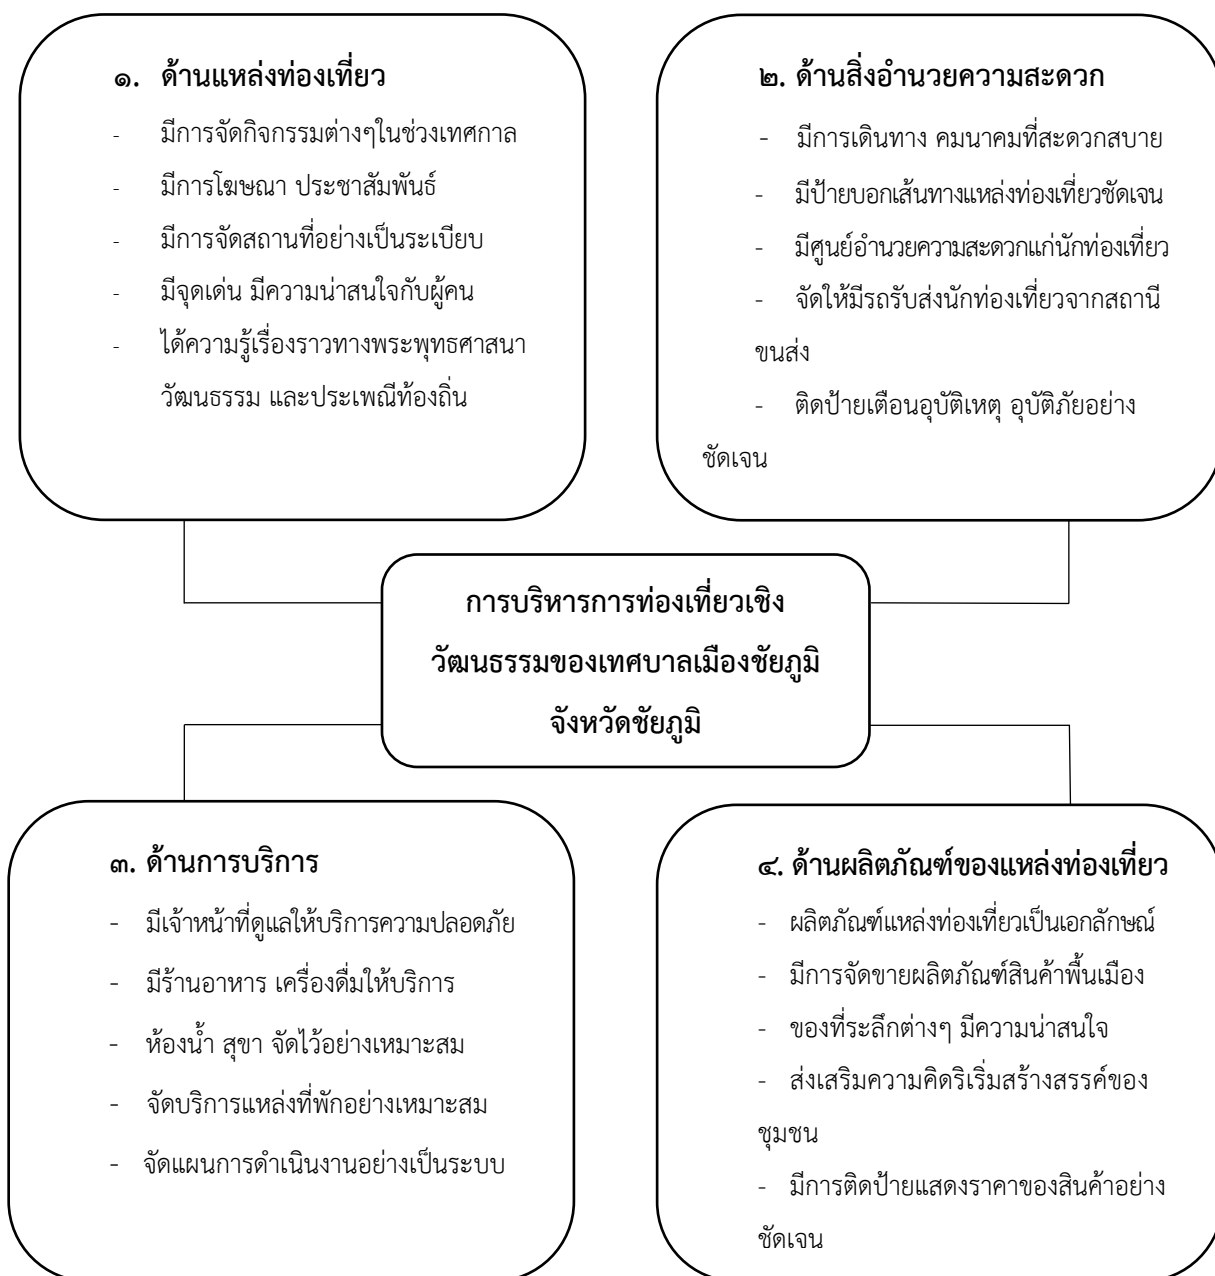 ๑. ด้านแหล่งท่องเที่ยว
- มีการจัดกิจกรรมต่างๆในช่วงเทศกาล
- มีการโฆษณา ประชาสัมพันธ์
- มีการจัดสถานที่อย่างเป็นระเบียบ
- มีจุดเด่น มีความน่าสนใจกับผู้คน
- ได้ความรู้เรื่องราวทางพระพุทธศาสนา
วัฒนธรรม และประเพณีท้องถิ่น
๒. ด้านสิ่งอำนวยความสะดวก
- มีการเดินทาง คมนาคมที่สะดวกสบาย
- มีป้ายบอกเส้นทางแหล่งท่องเที่ยวชัดเจน
- มีศูนย์อำนวยความสะดวกแก่นักท่องเที่ยว
- จัดให้มีรถรับส่งนักท่องเที่ยวจากสถานี
ขนส่ง
- ติดป้ายเตือนอุบัติเหตุ อุบัติภัยอย่าง
ชัดเจน
การบริหารการท่องเที่ยวเชิง
วัฒนธรรมของเทศบาลเมืองชัยภูมิ
จังหวัดชัยภูมิ
๓. ด้านการบริการ
- มีเจ้าหน้าที่ดูแลให้บริการความปลอดภัย
- มีร้านอาหาร เครื่องดื่มให้บริการ
- ห้องน้ำ สุขา จัดไว้อย่างเหมาะสม
- จัดบริการแหล่งที่พักอย่างเหมาะสม
- จัดแผนการดำเนินงานอย่างเป็นระบบ
๔. ด้านผลิตภัณฑ์ของแหล่งท่องเที่ยว
- ผลิตภัณฑ์แหล่งท่องเที่ยวเป็นเอกลักษณ์
- มีการจัดขายผลิตภัณฑ์สินค้าพื้นเมือง
- ของที่ระลึกต่างๆ มีความน่าสนใจ
- ส่งเสริมความคิดริเริ่มสร้างสรรค์ของ
ชุมชน
- มีการติดป้ายแสดงราคาของสินค้าอย่าง
ชัดเจน